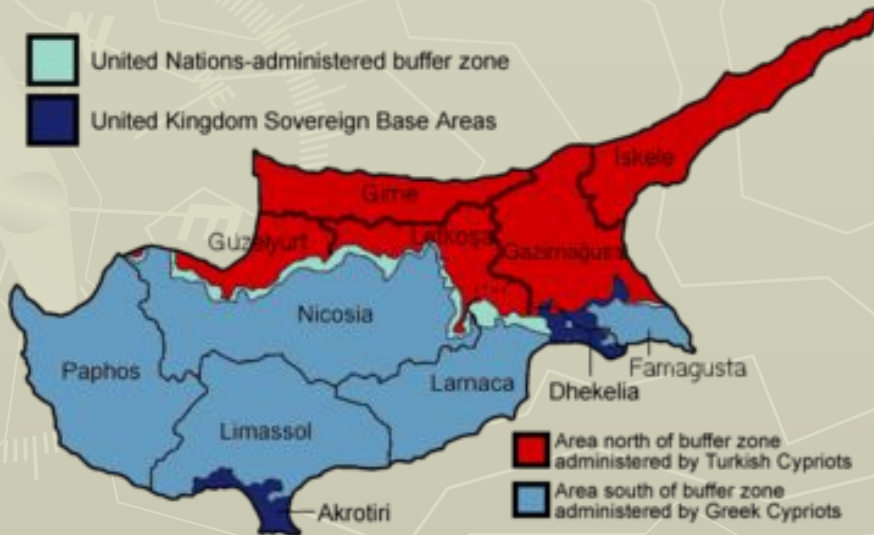 United Nations-administered buffer zone
United Kingdom Sovereign Base Areas
İskele
Girne
Güzelyurt
Lefkoşa
Gazimağusa
Nicosia
Paphos
Larnaca
Famagusta
Dhekelia
Limassol
Area north of buffer zone
administered by Turkish Cypriots
Area south of buffer zone
administered by Greek Cypriots
Akrotiri